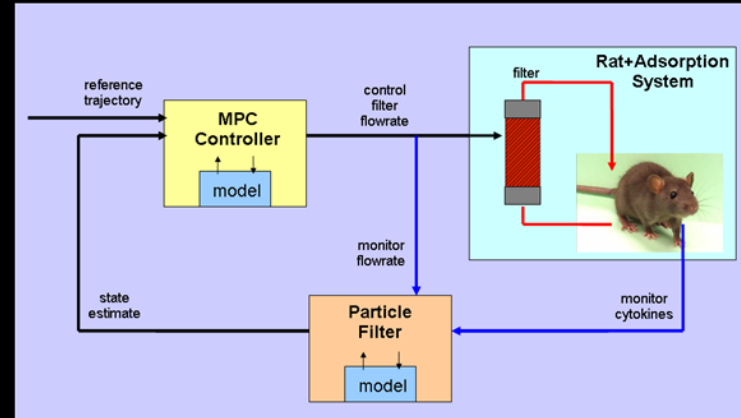 reference
trajectory
MPC
Controller
model
control
filter
flowrate
Rat+Adsorption
System
filter
monitor
flowrate
state
estimate
Particle
Filter
model
monitor
cytokines